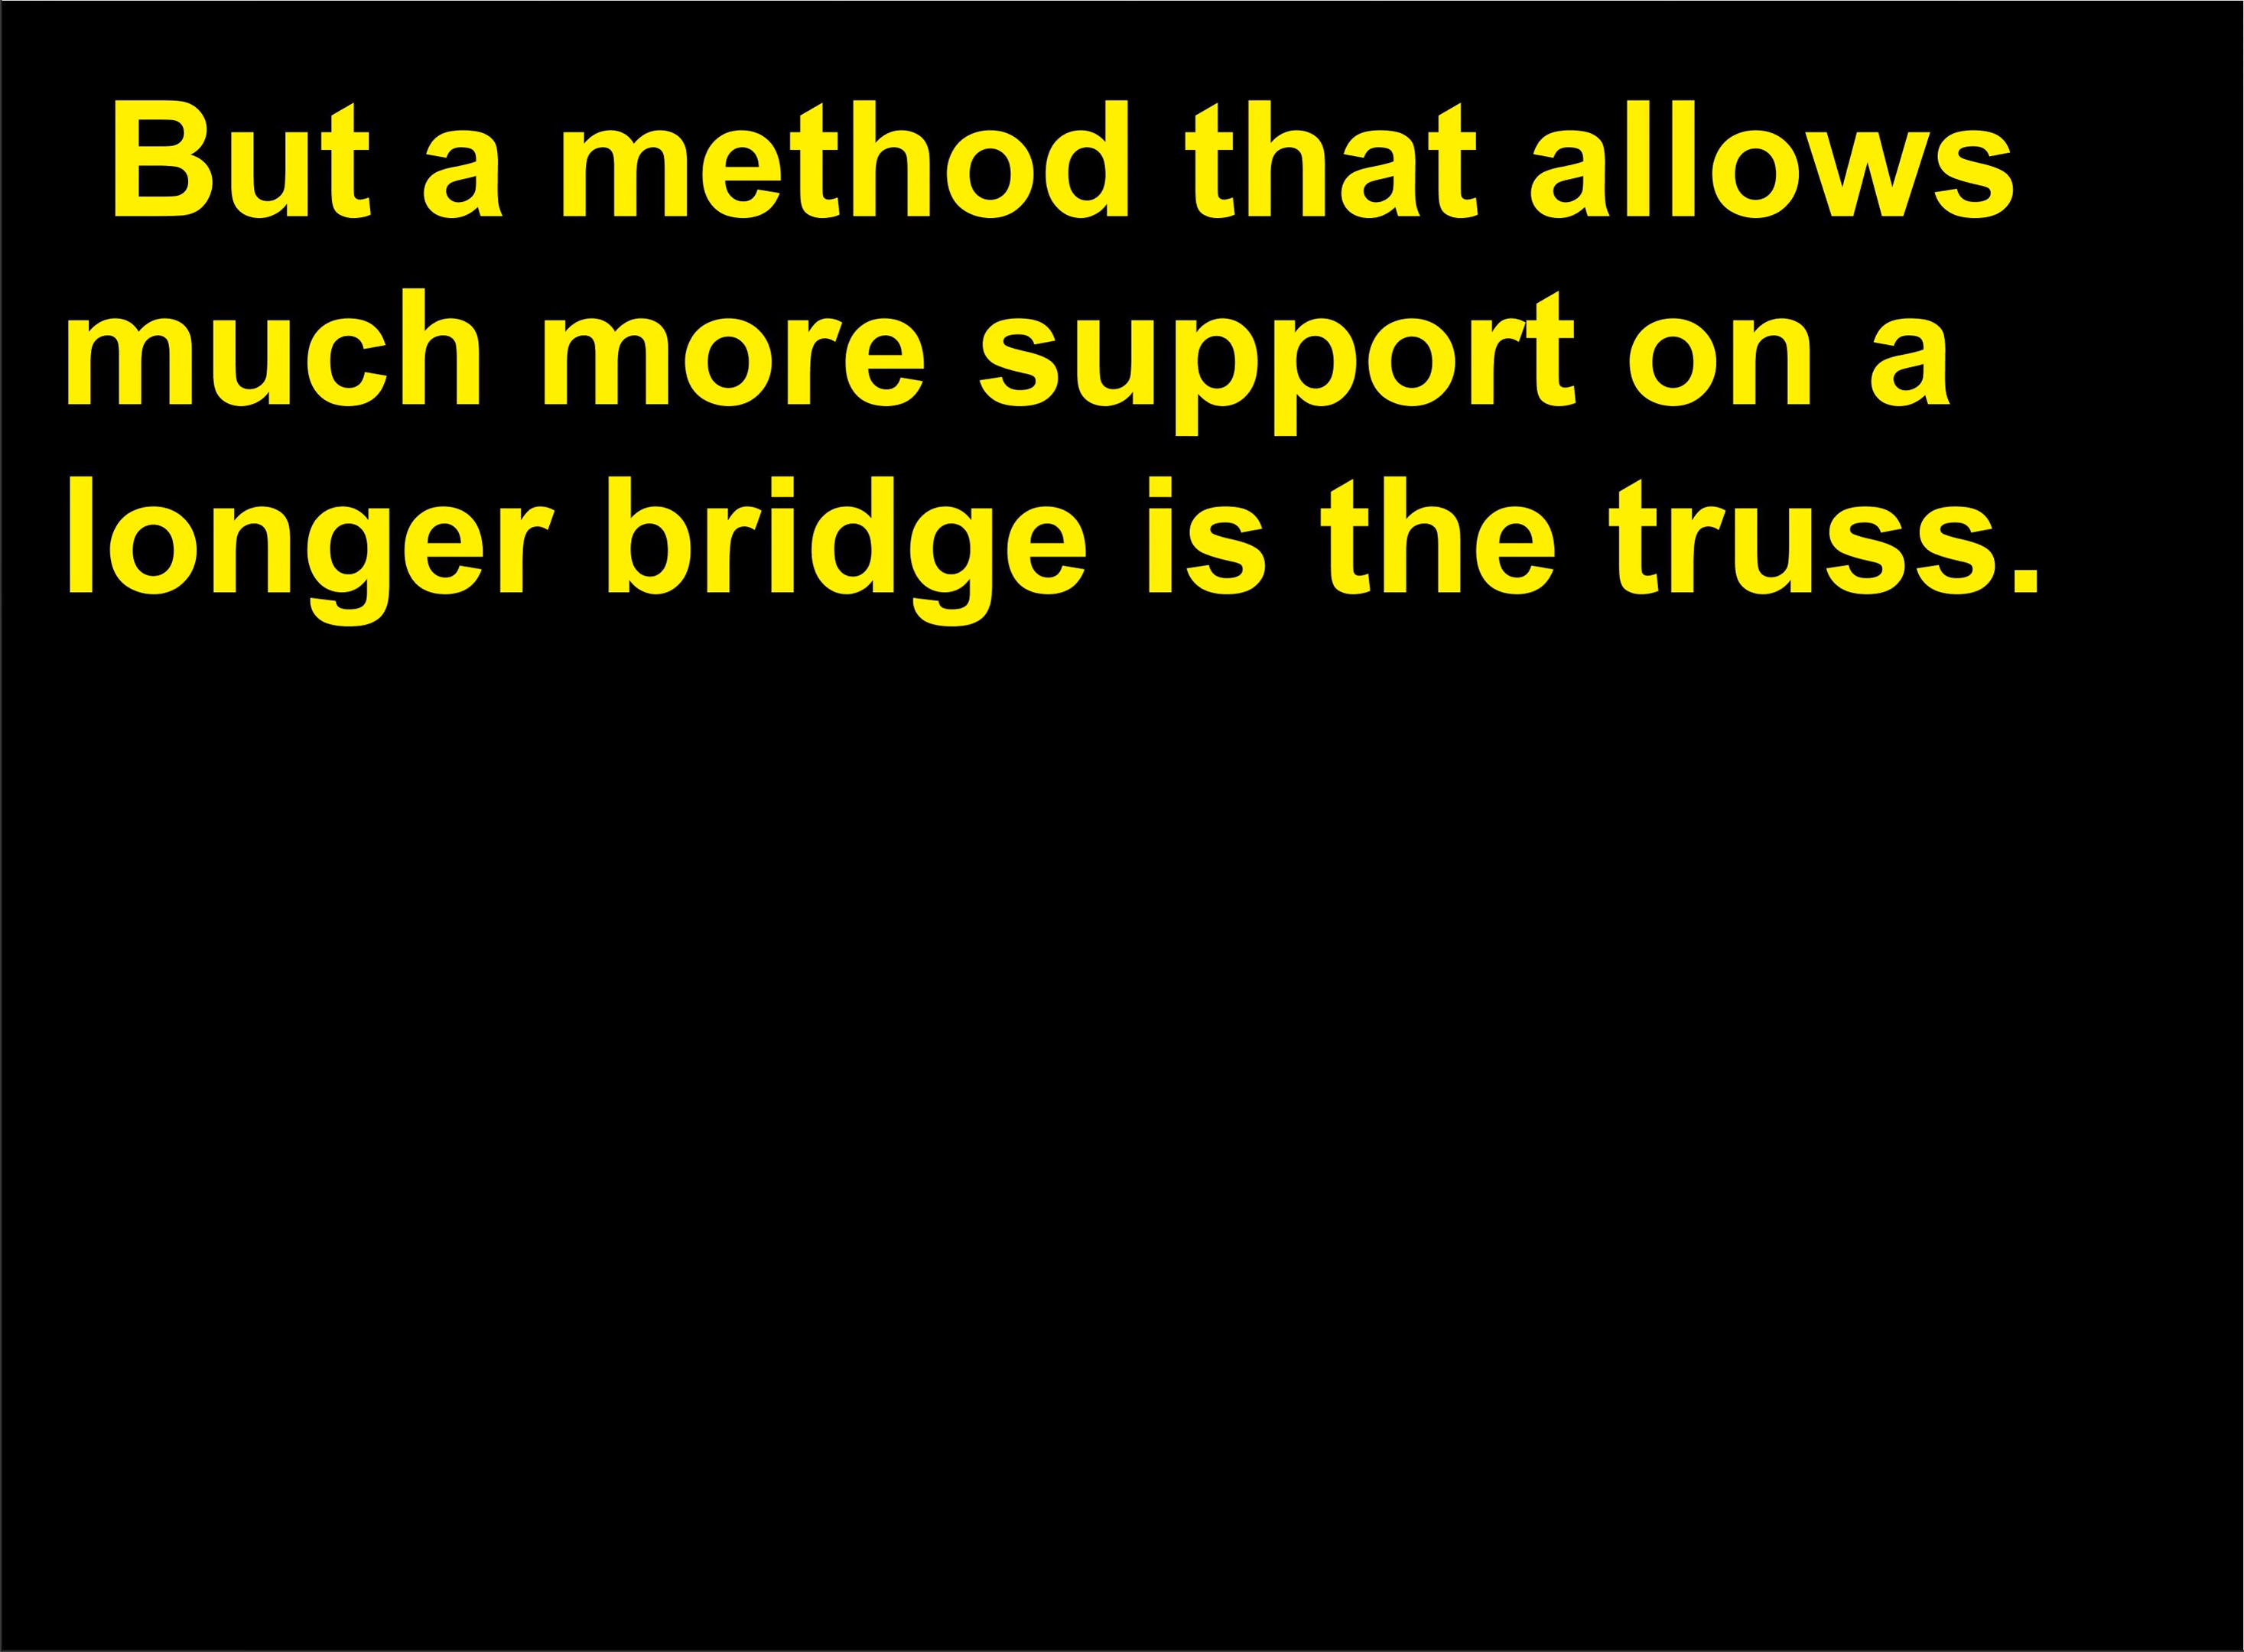 But a method that allows
much more support on a
longer bridge is the truss.